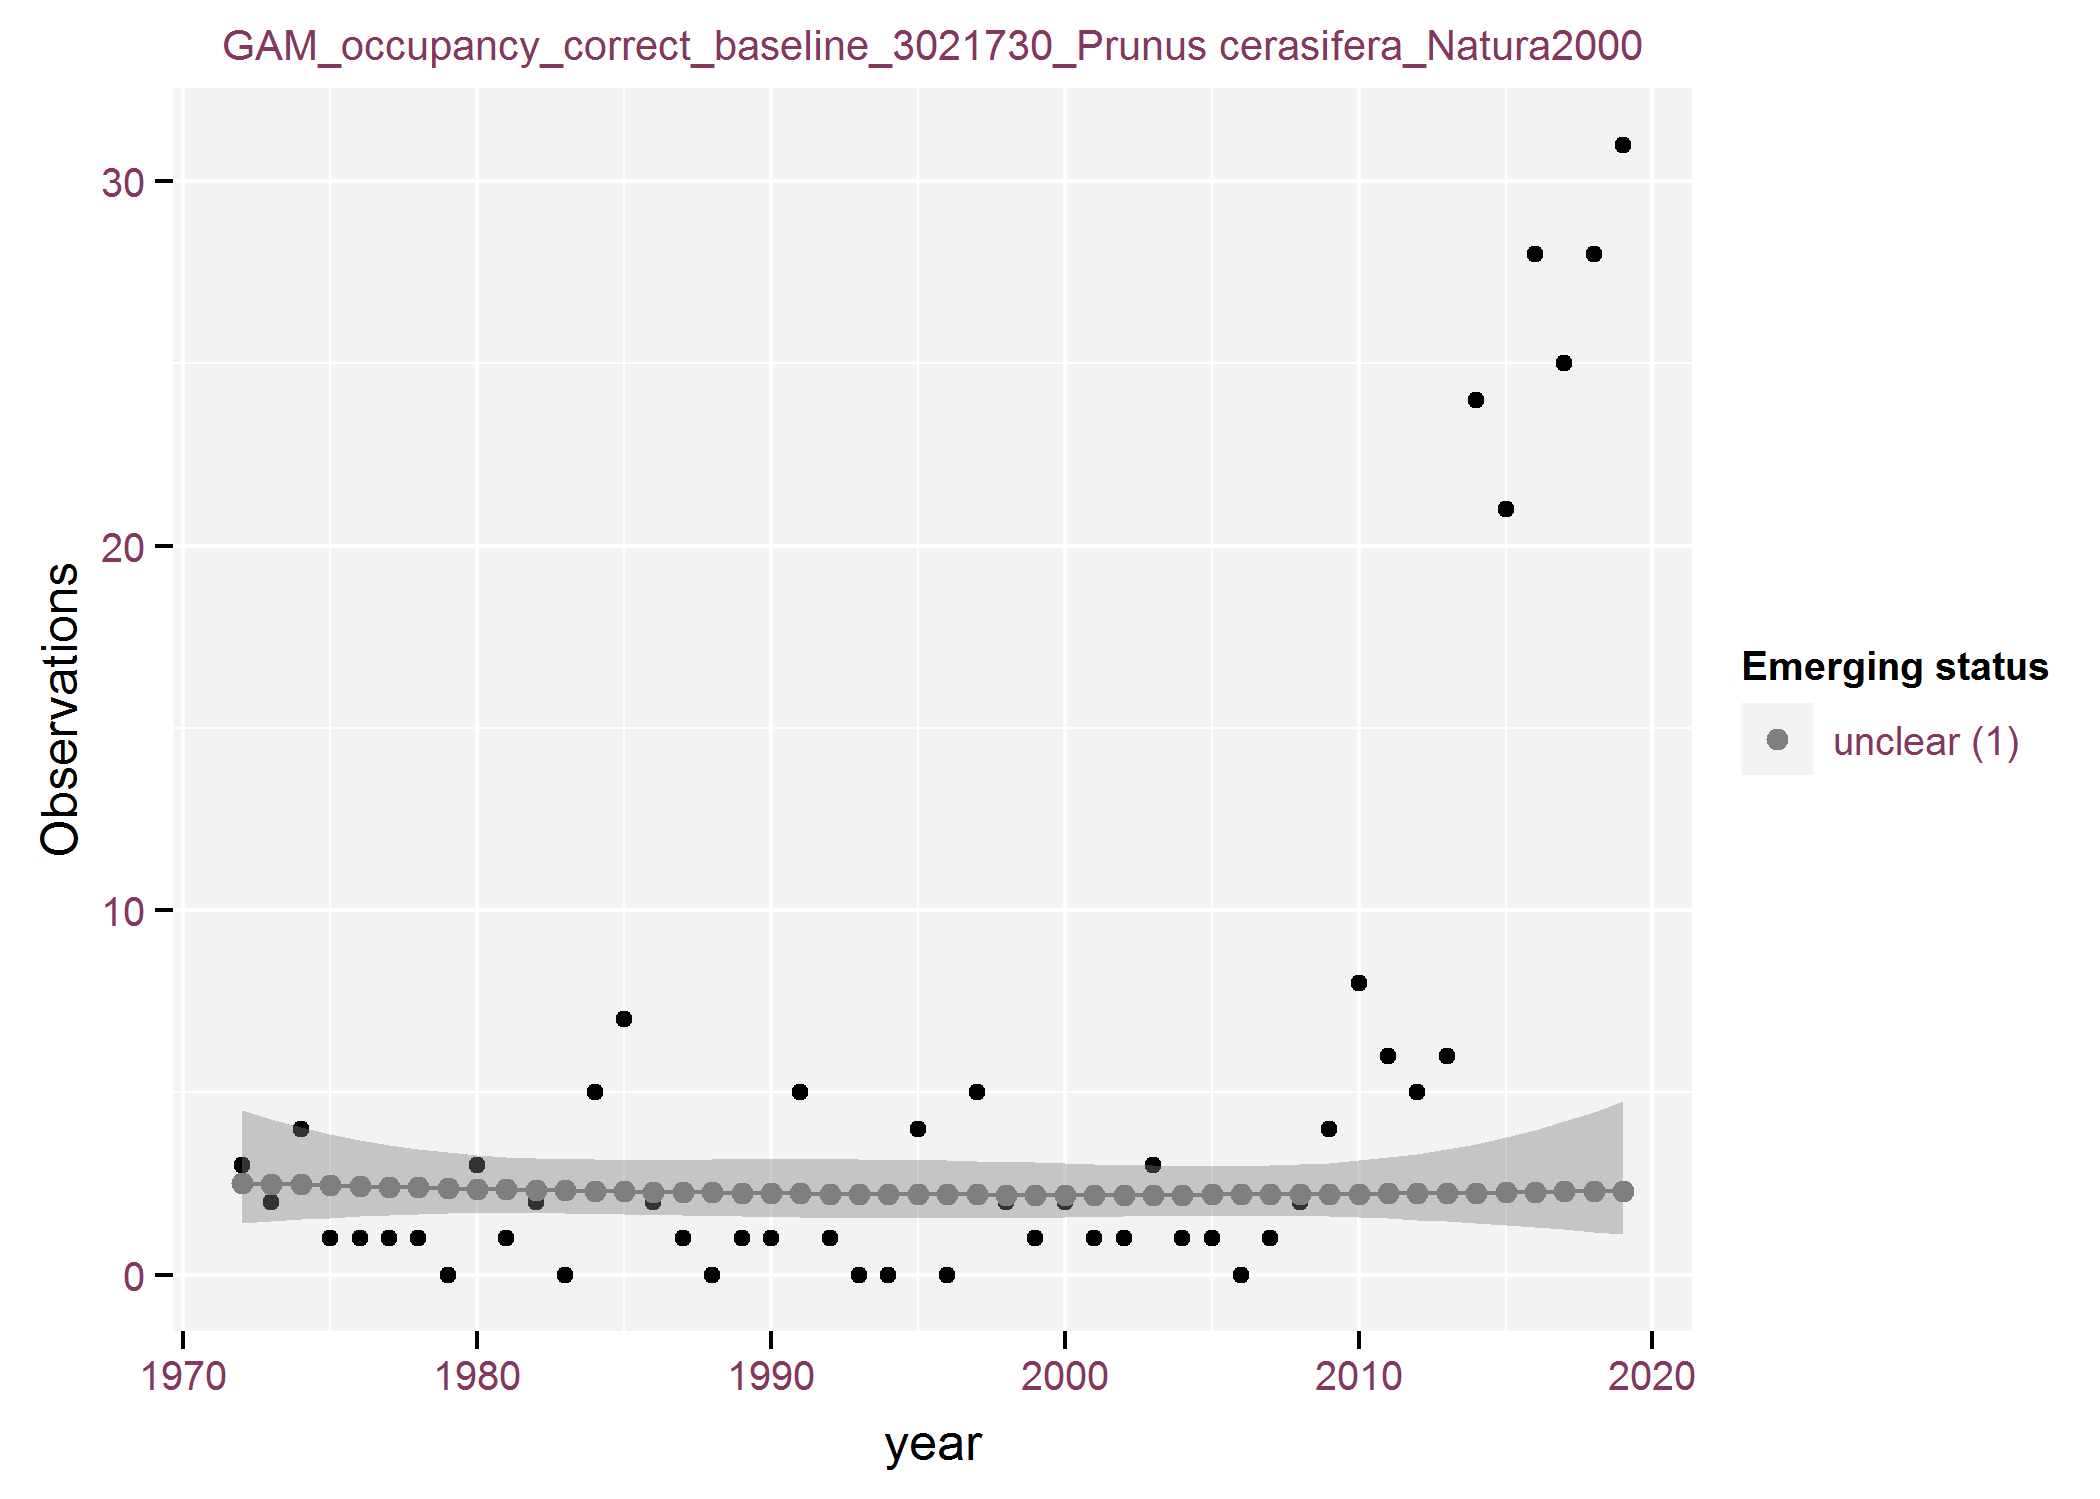 GAM_occupancy_correct_baseline_3021730_Prunus cerasifera_Natura2000
30
20
10
0
Observations
1970 1980 1990 2000 2010 2020
year
Emerging status
unclear (1)